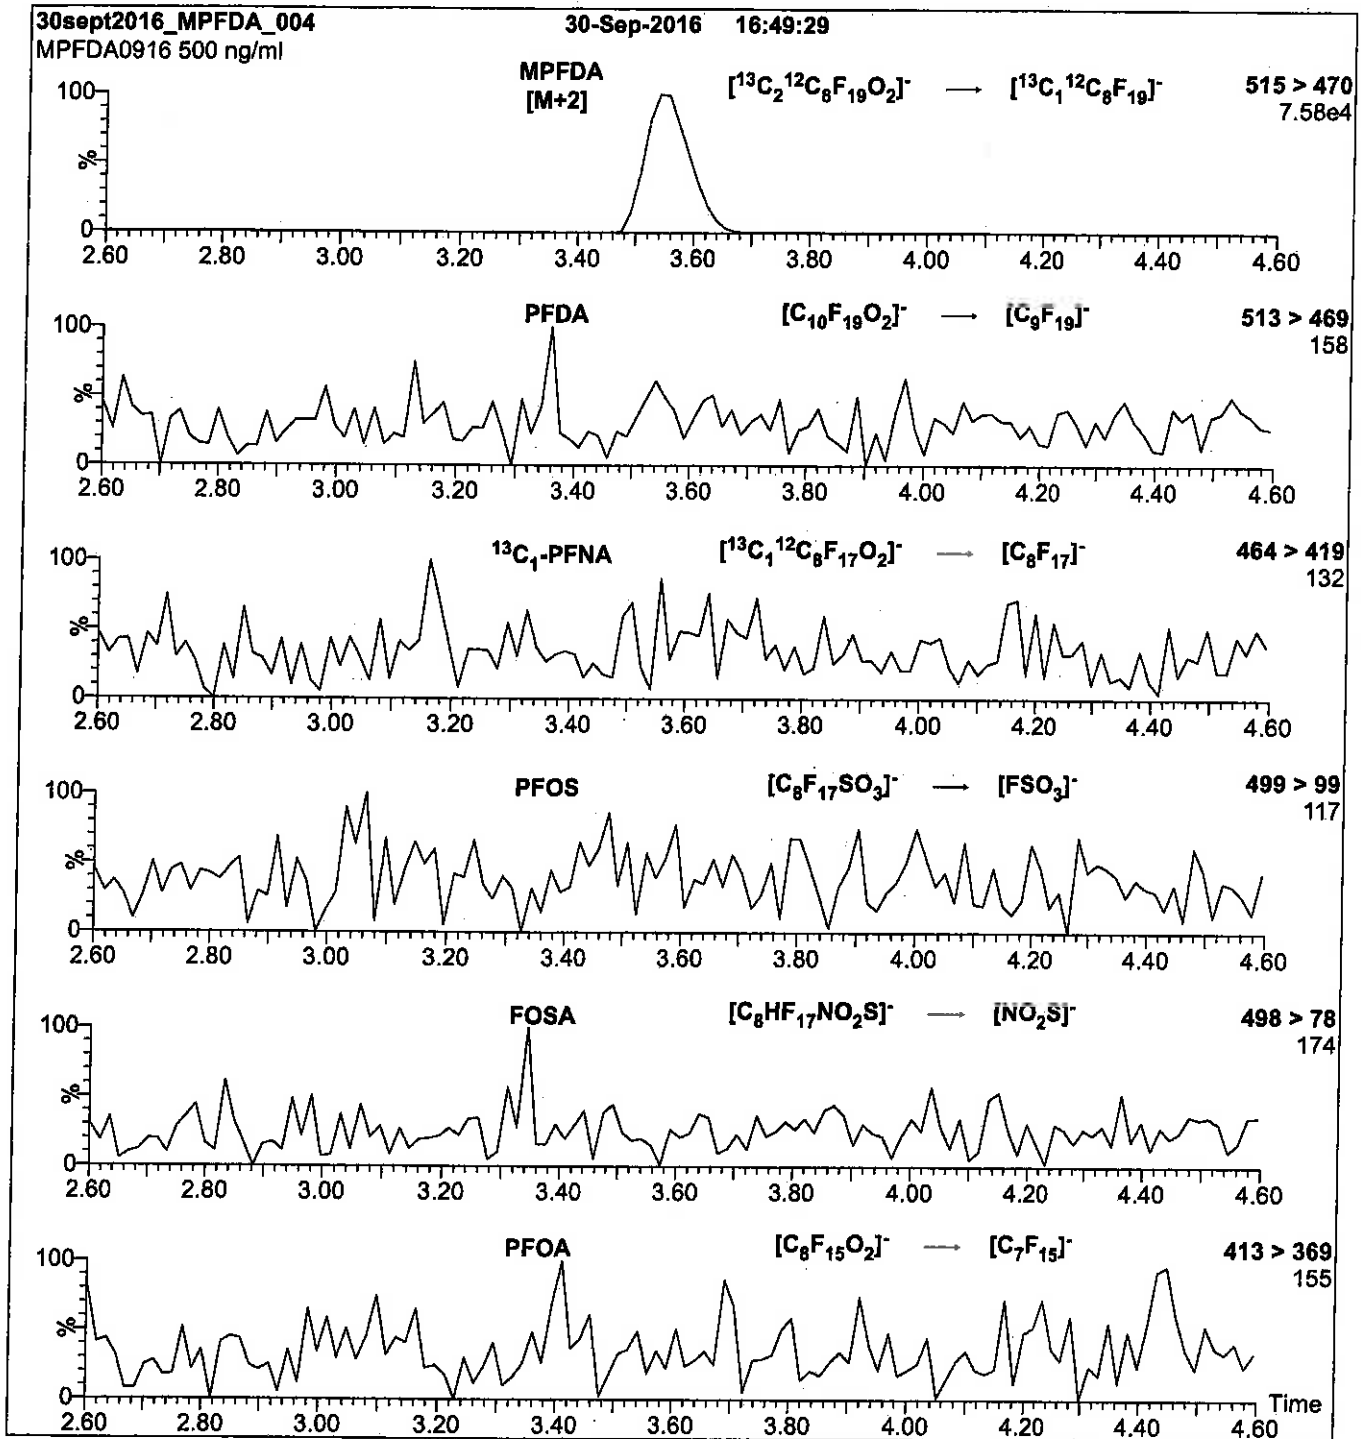 30sept2016_MPFDA_004 30-Sep-2016 16:49:29
MPFDA0916 500 ng/ml
MPFDA [¹³C₂¹²C₈F₁₉O₂]⁻ → [¹³C₁¹²C₈F₁₉]⁻ 515 > 470
[M+2] 7.58e4
100
%
0
2.60 2.80 3.00 3.20 3.40 3.60 3.80 4.00 4.20 4.40 4.60
PFDA [C₁₀F₁₉O₂]⁻ → [C₉F₁₉]⁻ 513 > 469
158
100
%
0
2.60 2.80 3.00 3.20 3.40 3.60 3.80 4.00 4.20 4.40 4.60
¹³C₁-PFNA [¹³C₁¹²C₈F₁₇O₂]⁻ → [C₈F₁₇]⁻ 464 > 419
132
100
%
0
2.60 2.80 3.00 3.20 3.40 3.60 3.80 4.00 4.20 4.40 4.60
PFOS [C₈F₁₇SO₃]⁻ → [FSO₃]⁻ 499 > 99
117
100
%
0
2.60 2.80 3.00 3.20 3.40 3.60 3.80 4.00 4.20 4.40 4.60
FOSA [C₈HF₁₇NO₂S]⁻ → [NO₂S]⁻ 498 > 78
174
100
%
0
2.60 2.80 3.00 3.20 3.40 3.60 3.80 4.00 4.20 4.40 4.60
PFOA [C₈F₁₅O₂]⁻ → [C₇F₁₅]⁻ 413 > 369
155
100
%
0
Time
2.60 2.80 3.00 3.20 3.40 3.60 3.80 4.00 4.20 4.40 4.60